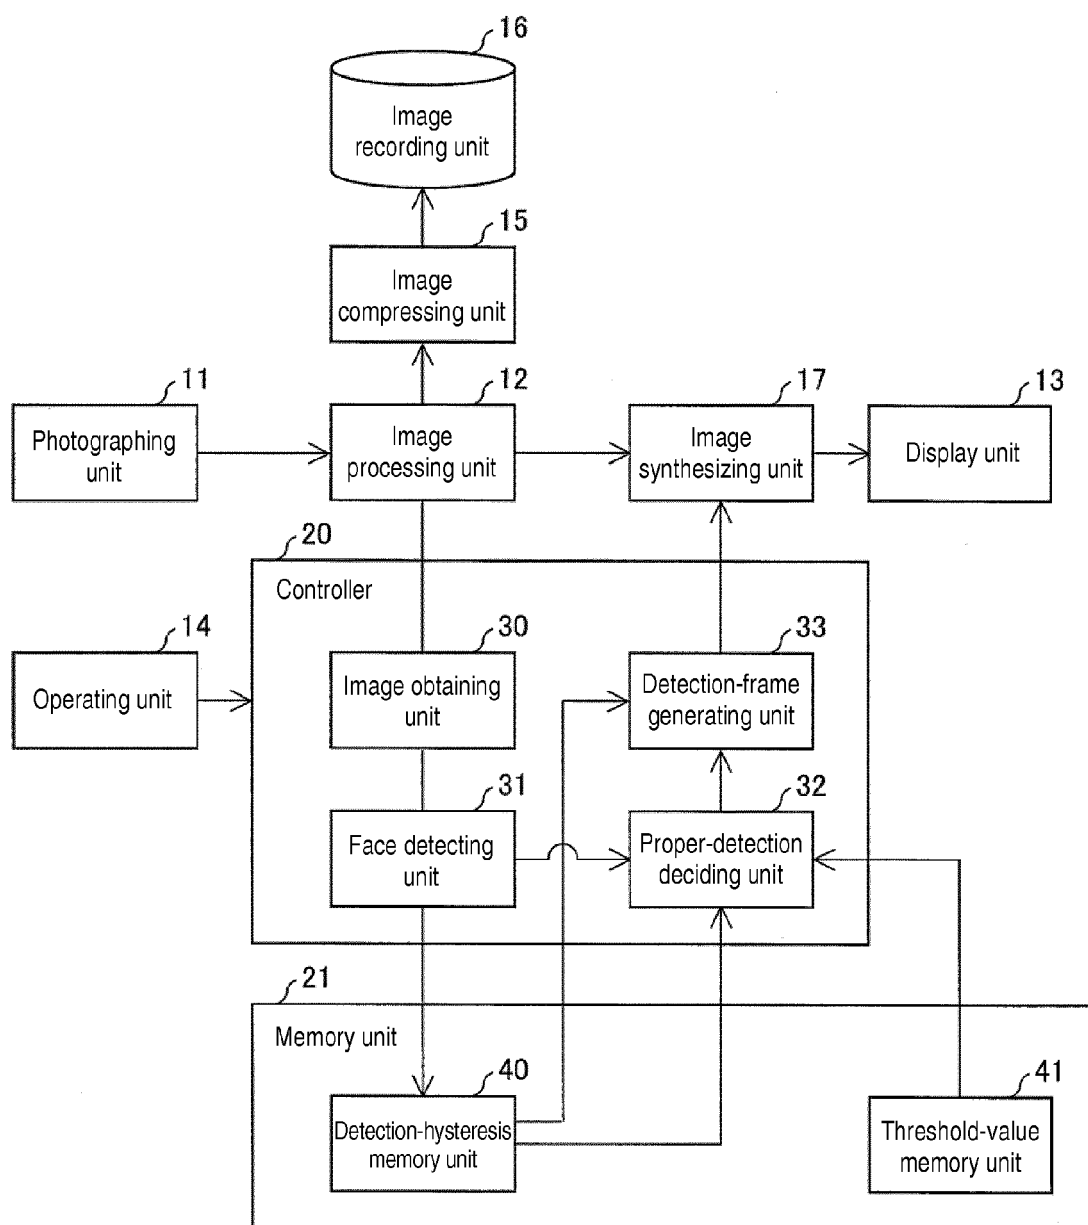 16
Image
recording unit
15
Image
compressing unit
11
12
17
13
Photographing
unit
Image
processing unit
Image
synthesizing unit
Display unit
20
Controller
14
30
33
Operating unit
Image obtaining
unit
Detection-frame
generating unit
31
32
Face detecting
unit
Proper-detection
deciding unit
21
Memory unit
40
41
Detection-hysteresis
memory unit
Threshold-value
memory unit